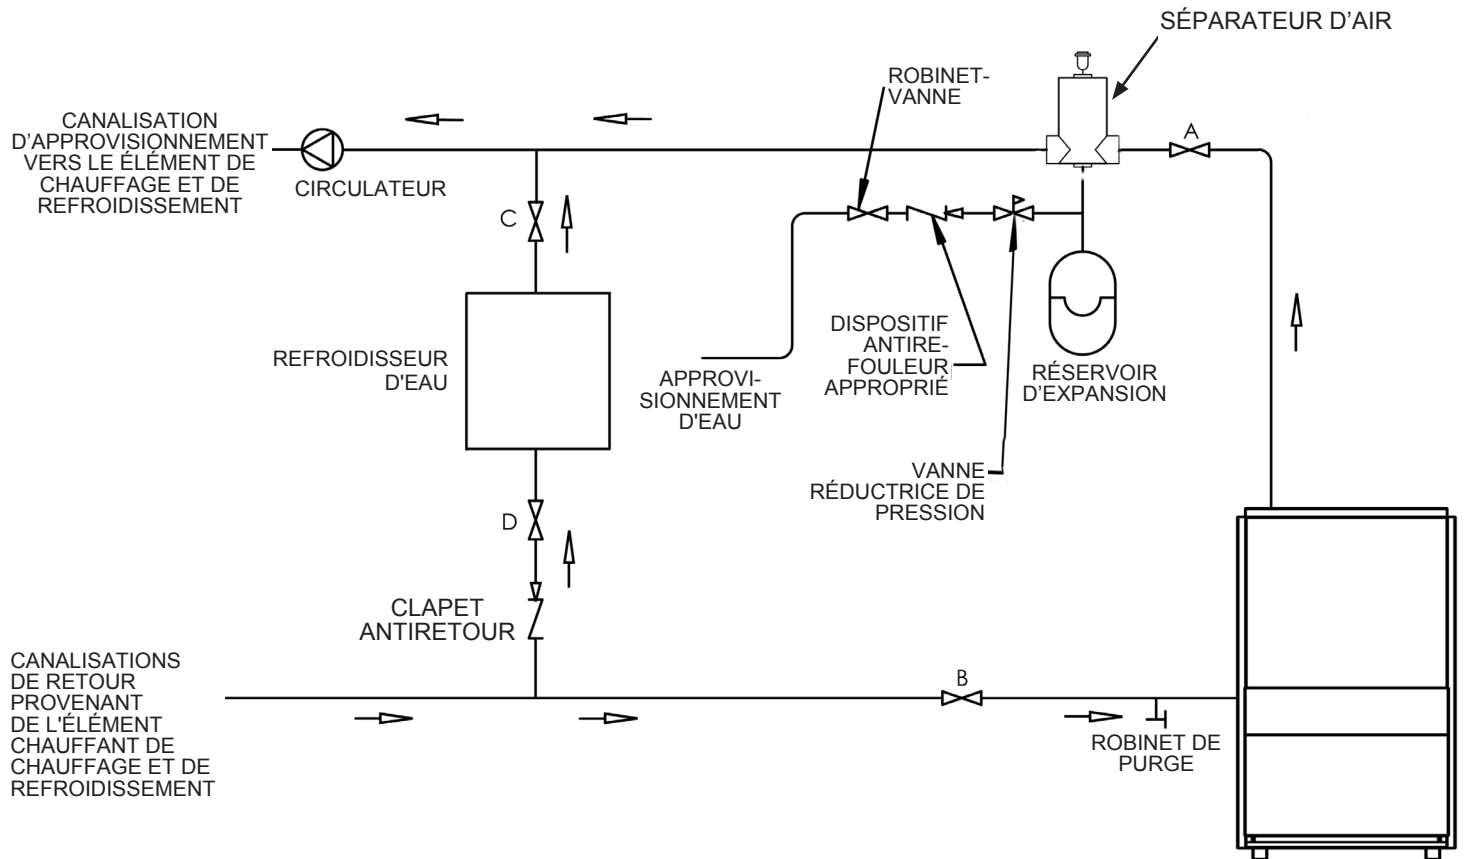 SÉPARATEUR D'AIR
ROBINET-
VANNE
A
CANALISATION
D'APPROVISIONNEMENT
VERS LE ÉLÉMENT DE
CHAUFFAGE ET DE
REFROIDISSEMENT
CIRCULATEUR
C
REFROIDISSEUR
D'EAU
APPROVI-
SIONNEMENT
D'EAU
DISPOSITIF
ANTIRE-
FOULEUR
APPROPRIÉ
RÉSERVOIR
D'EXPANSION
VANNE
RÉDUCTRICE DE
PRESSION
D
CLAPET
ANTIRETOUR
CANALISATIONS
DE RETOUR
PROVENANT
DE L'ÉLÉMENT
CHAUFFANT DE
CHAUFFAGE ET DE
REFROIDISSEMENT
B
ROBINET DE
PURGE